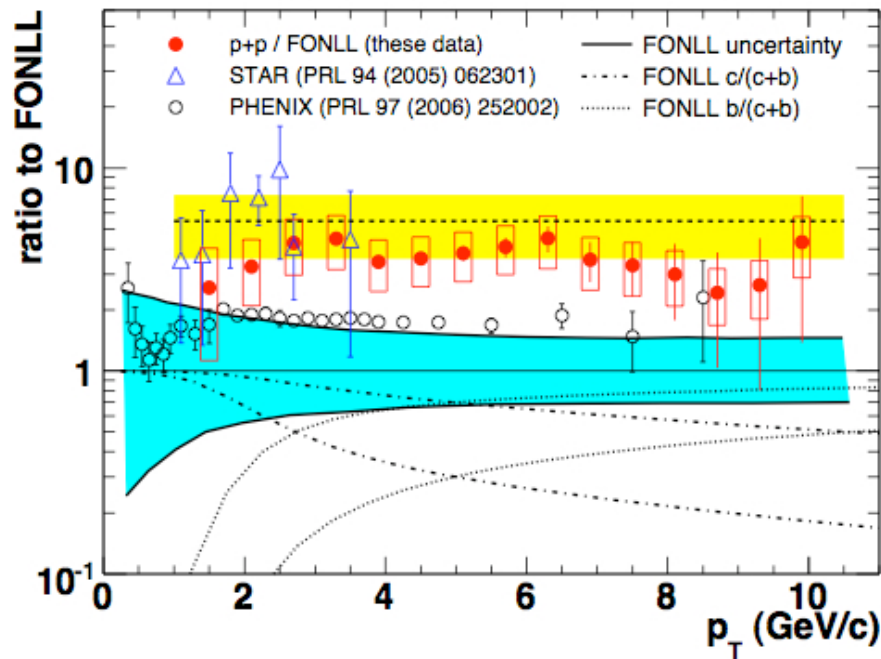 p+p / FONLL (these data)
STAR (PRL 94 (2005) 062301)
PHENIX (PRL 97 (2006) 252002)
FONLL uncertainty
FONLL c/(c+b)
FONLL b/(c+b)
ratio to FONLL
10
1
10-1
0 2 4 6 8 10
pT (GeV/c)